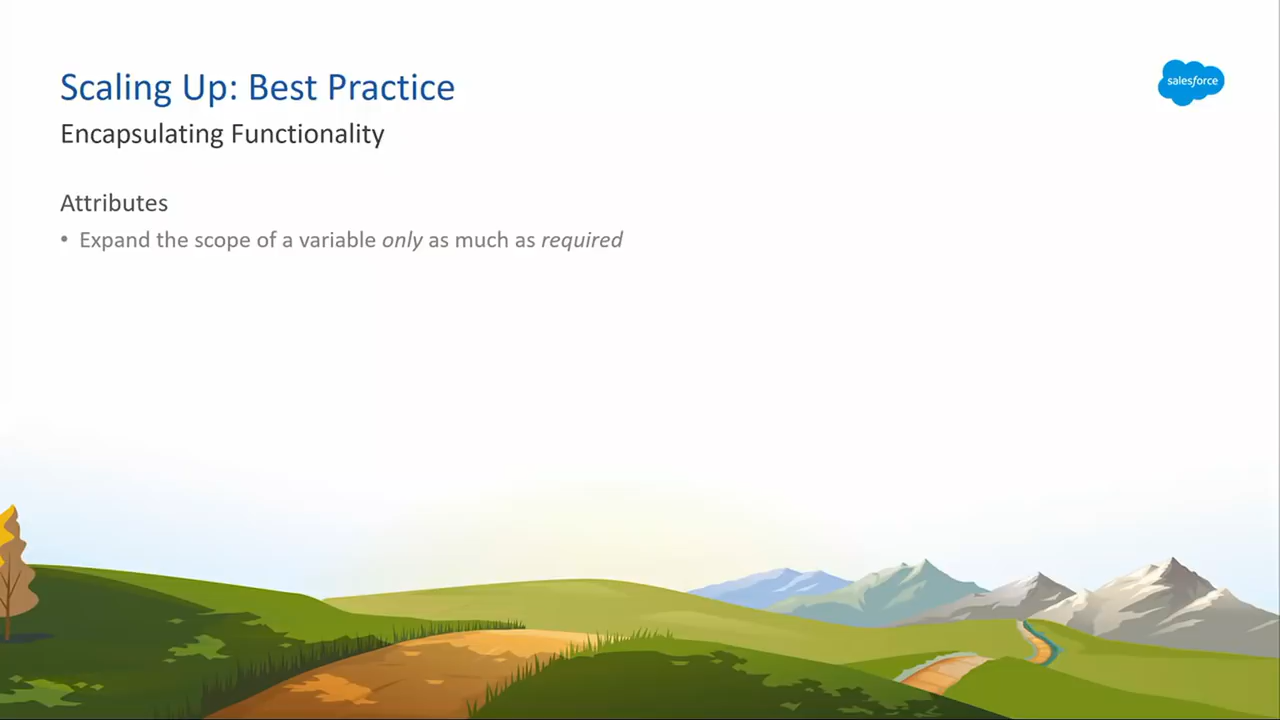 Scaling Up: Best Practice
salesforce
Encapsulating Functionality
Attributes
• Expand the scope of a variable only as much as required